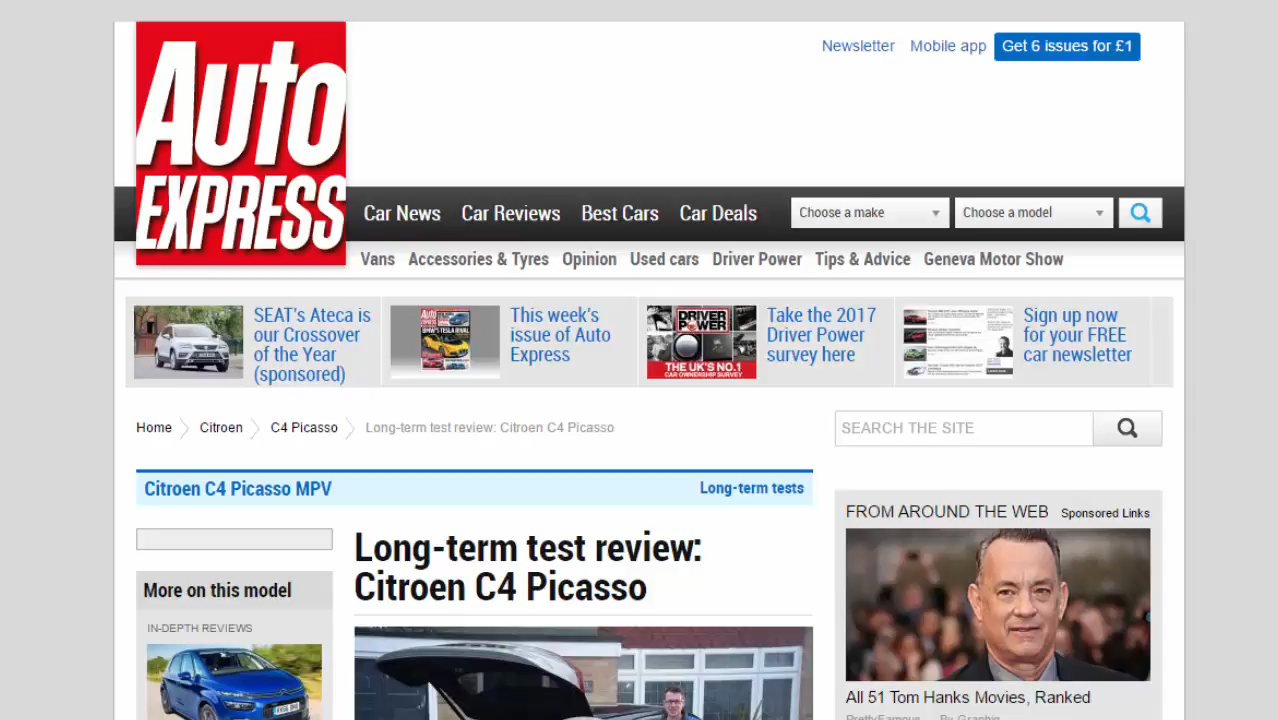 Newsletter Mobile app Get 6 issues for £1
Auto
EXPRESS
Car News Car Reviews Best Cars Car Deals Choose a make Choose a model
Vans Accessories & Tyres Opinion Used cars Driver Power Tips & Advice Geneva Motor Show
SEAT's Ateca is
our Crossover
of the Year
(sponsored)
This week's
issue of Auto
Express
DRIVER
POWER
THE UK'S NO.1
CAR OWNERSHIP SURVEY
Take the 2017
Driver Power
survey here
Sign up now
for your FREE
car newsletter
Home Citroen C4 Picasso Long-term test review: Citroen C4 Picasso
SEARCH THE SITE
Citroen C4 Picasso MPV Long-term tests
Long-term test review:
Citroen C4 Picasso
More on this model
IN-DEPTH REVIEWS
FROM AROUND THE WEB Sponsored Links
All 51 Tom Hanks Movies, Ranked